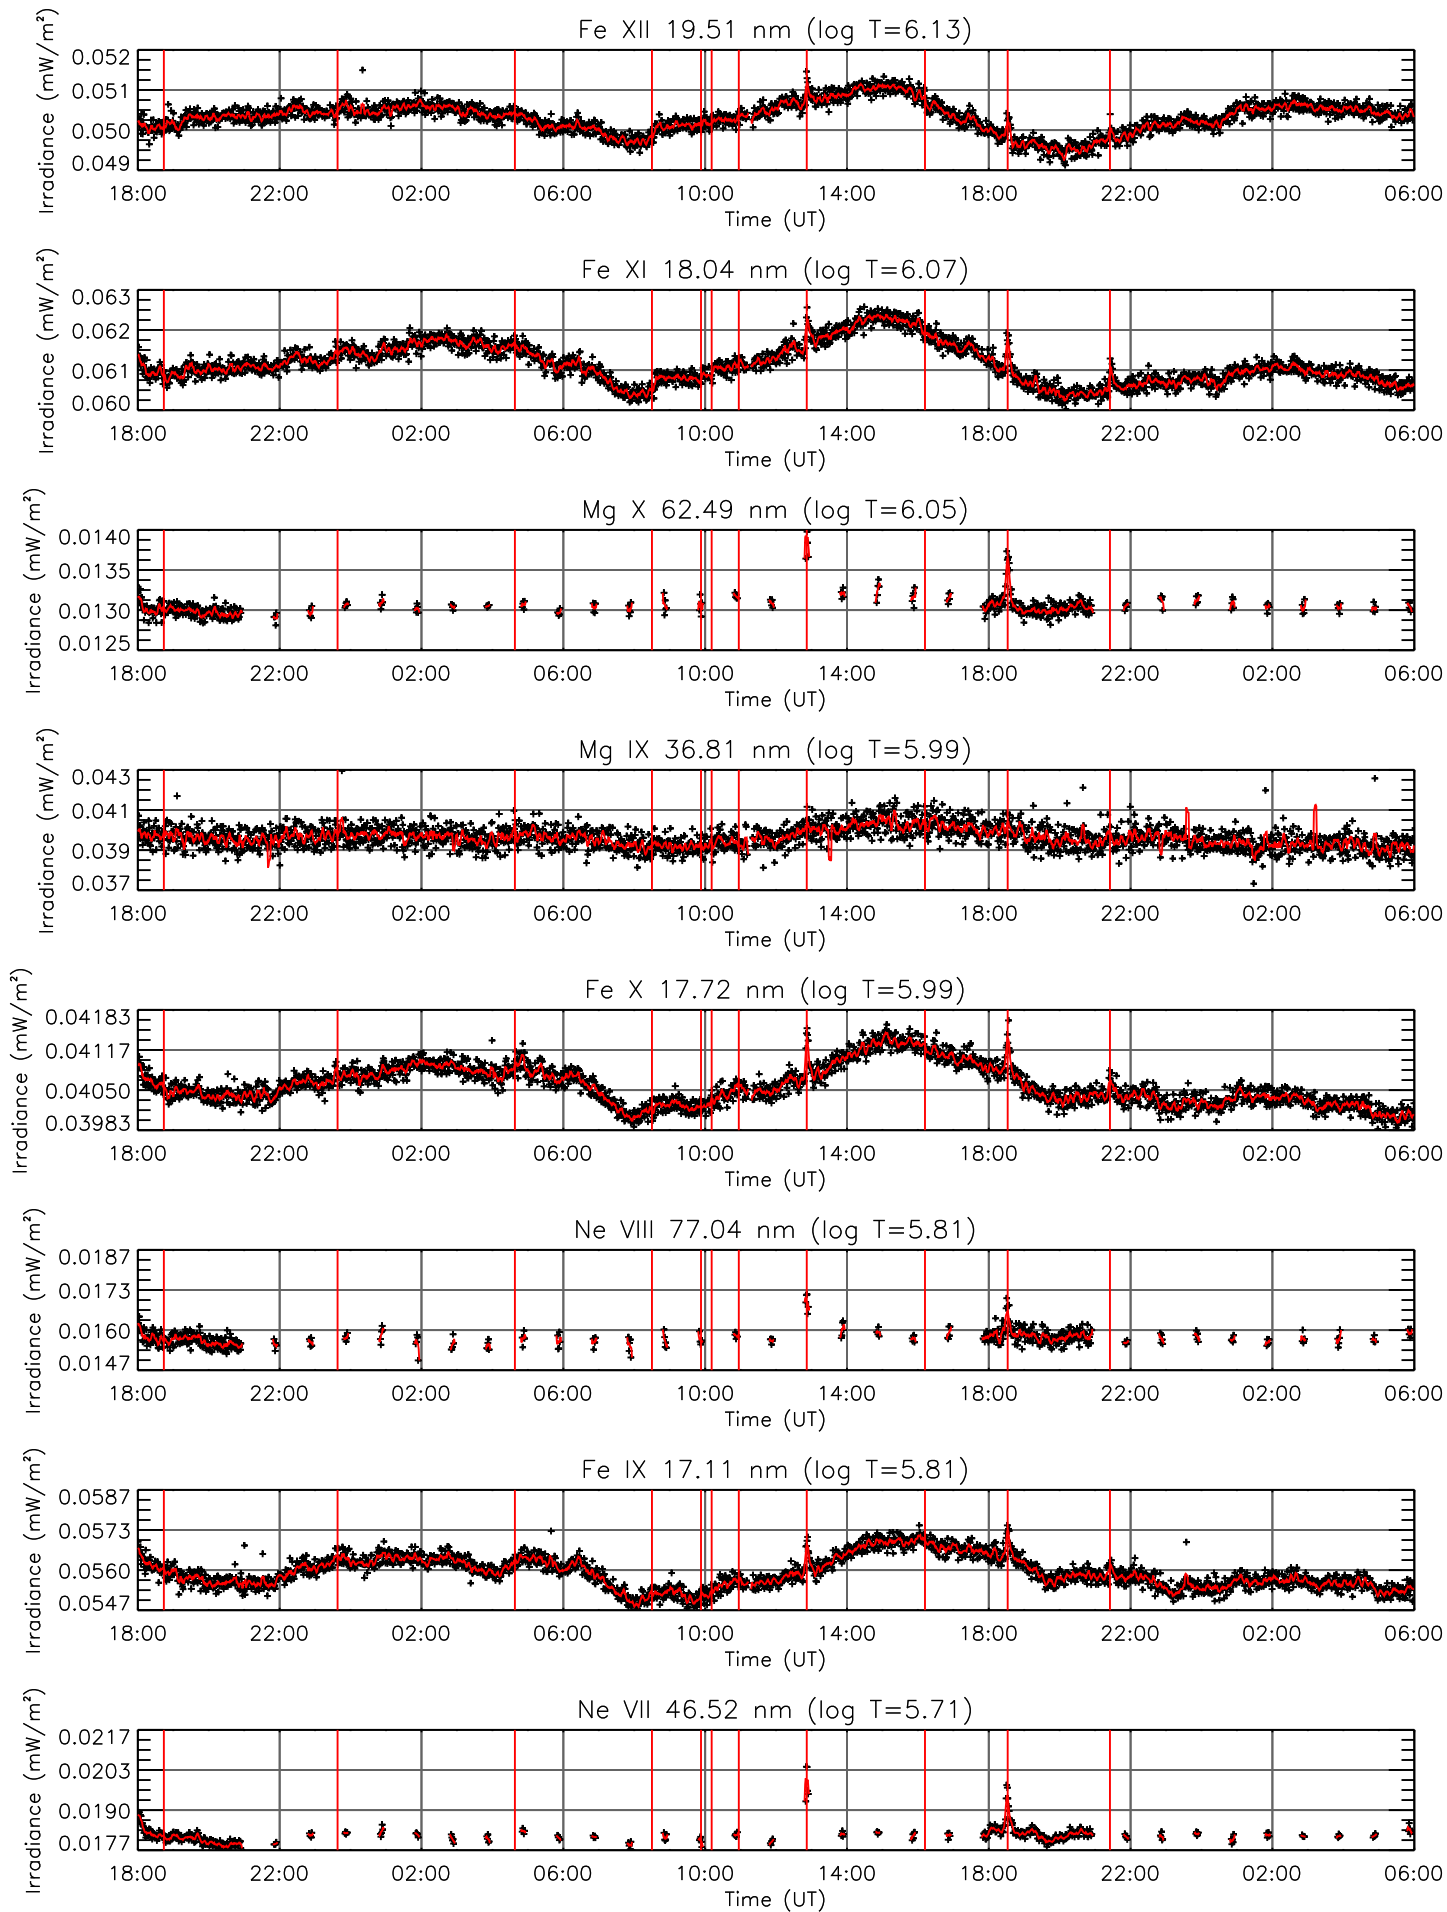 Fe XII 19.51 nm (log T=6.13)
Irradiance (mW/m²)
0.052
0.051
0.050
0.049
18:00 22:00 02:00 06:00 10:00 14:00 18:00 22:00 02:00 06:00
Time (UT)
Fe XI 18.04 nm (log T=6.07)
Irradiance (mW/m²)
0.063
0.062
0.061
0.060
18:00 22:00 02:00 06:00 10:00 14:00 18:00 22:00 02:00 06:00
Time (UT)
Mg X 62.49 nm (log T=6.05)
Irradiance (mW/m²)
0.0140
0.0135
0.0130
0.0125
18:00 22:00 02:00 06:00 10:00 14:00 18:00 22:00 02:00 06:00
Time (UT)
Mg IX 36.81 nm (log T=5.99)
Irradiance (mW/m²)
0.043
0.041
0.039
0.037
18:00 22:00 02:00 06:00 10:00 14:00 18:00 22:00 02:00 06:00
Time (UT)
Fe X 17.72 nm (log T=5.99)
Irradiance (mW/m²)
0.04183
0.04117
0.04050
0.03983
18:00 22:00 02:00 06:00 10:00 14:00 18:00 22:00 02:00 06:00
Time (UT)
Ne VIII 77.04 nm (log T=5.81)
Irradiance (mW/m²)
0.0187
0.0173
0.0160
0.0147
18:00 22:00 02:00 06:00 10:00 14:00 18:00 22:00 02:00 06:00
Time (UT)
Fe IX 17.11 nm (log T=5.81)
Irradiance (mW/m²)
0.0587
0.0573
0.0560
0.0547
18:00 22:00 02:00 06:00 10:00 14:00 18:00 22:00 02:00 06:00
Time (UT)
Ne VII 46.52 nm (log T=5.71)
Irradiance (mW/m²)
0.0217
0.0203
0.0190
0.0177
18:00 22:00 02:00 06:00 10:00 14:00 18:00 22:00 02:00 06:00
Time (UT)